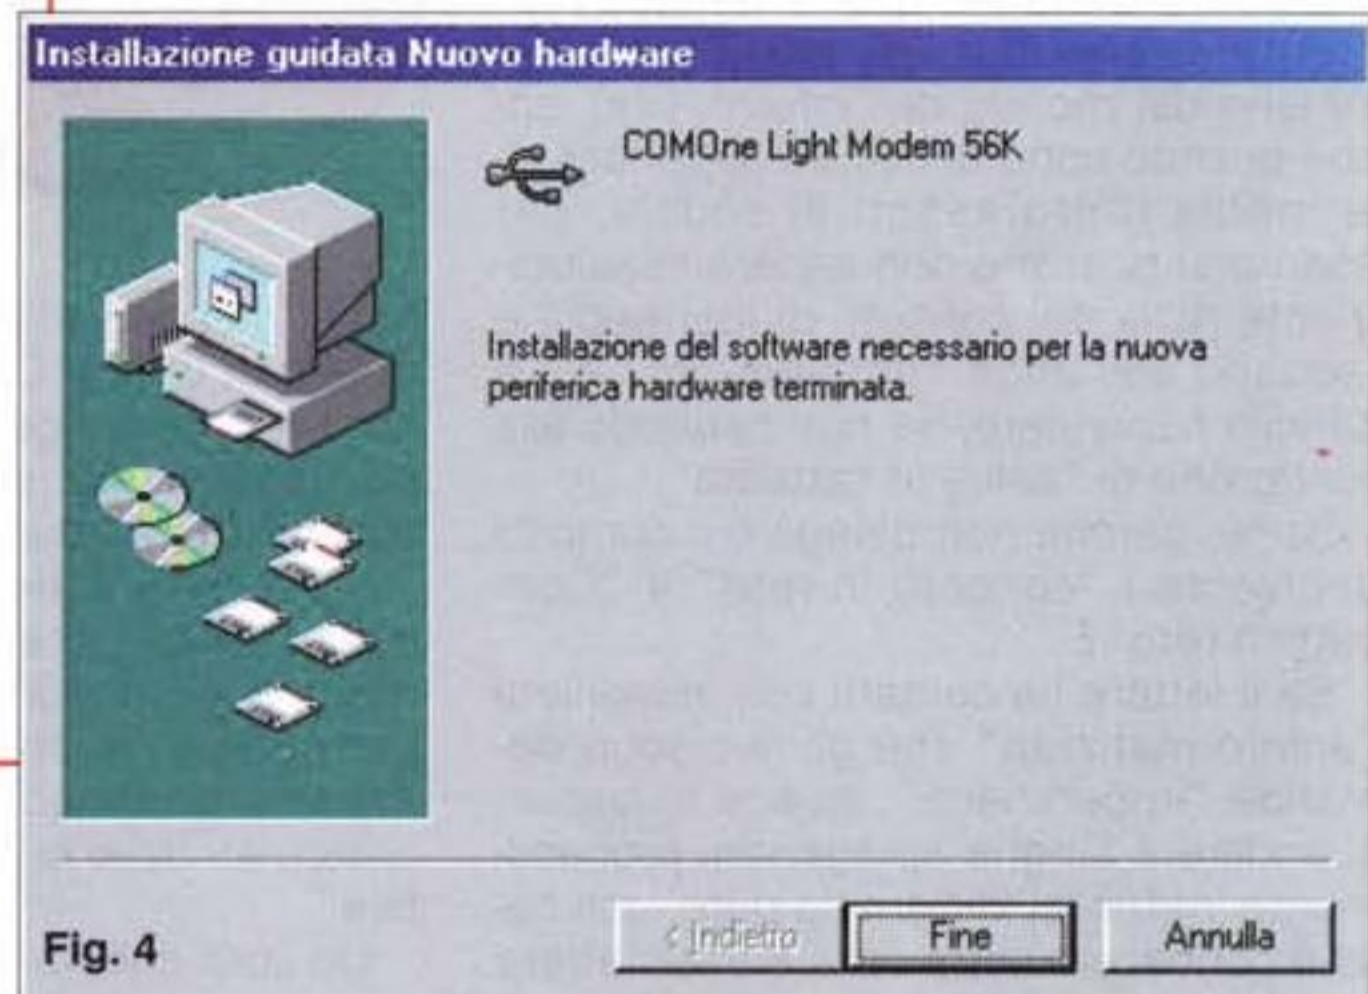 Installazione guidata Nuovo hardware
COMOne Light Modem 56K
Installazione del software necessario per la nuova
periferica hardware terminata.
Fig. 4
< Indietro
Fine
Annulla